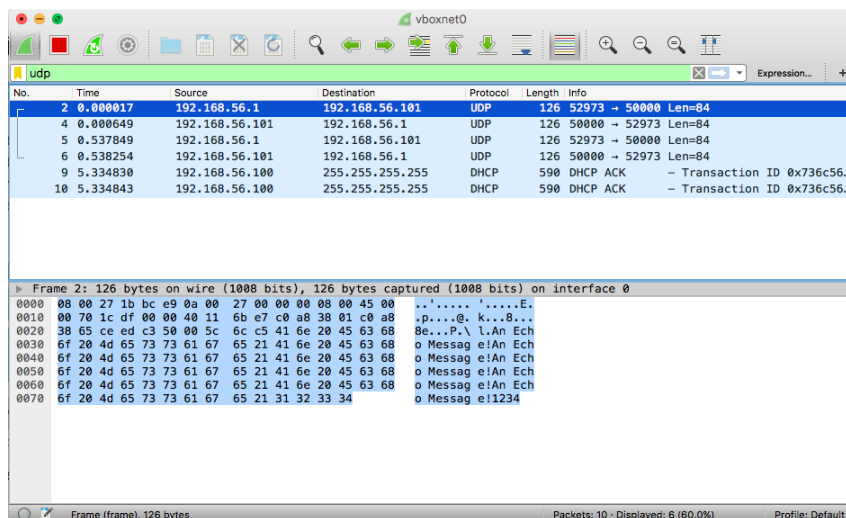 vboxnet0
udp Expression... +
No. Time Source Destination Protocol Length Info
2 0.000017 192.168.56.1 192.168.56.101 UDP 126 52973 → 50000 Len=84
4 0.000649 192.168.56.101 192.168.56.1 UDP 126 50000 → 52973 Len=84
5 0.537849 192.168.56.1 192.168.56.101 UDP 126 52973 → 50000 Len=84
6 0.538254 192.168.56.101 192.168.56.1 UDP 126 50000 → 52973 Len=84
9 5.334830 192.168.56.100 255.255.255.255 DHCP 590 DHCP ACK – Transaction ID 0x736c56…
10 5.334843 192.168.56.100 255.255.255.255 DHCP 590 DHCP ACK – Transaction ID 0x736c56…
Frame 2: 126 bytes on wire (1008 bits), 126 bytes captured (1008 bits) on interface 0
0000 08 00 27 1b bc e9 0a 00 27 00 00 00 08 00 45 00 ..'..... '.....E.
0010 00 70 1c df 00 00 40 11 6b e7 c0 a8 38 01 c0 a8 .p....@. k...8...
0020 38 65 ce ed c3 50 00 5c 6c c5 41 6e 20 45 63 68 8e...P.\ l.An Ech
0030 6f 20 4d 65 73 73 61 67 65 21 41 6e 20 45 63 68 o Messag e!An Ech
0040 6f 20 4d 65 73 73 61 67 65 21 41 6e 20 45 63 68 o Messag e!An Ech
0050 6f 20 4d 65 73 73 61 67 65 21 41 6e 20 45 63 68 o Messag e!An Ech
0060 6f 20 4d 65 73 73 61 67 65 21 41 6e 20 45 63 68 o Messag e!An Ech
0070 6f 20 4d 65 73 73 61 67 65 21 31 32 33 34 o Messag e!1234
Frame (frame), 126 bytes Packets: 10 · Displayed: 6 (60.0%) Profile: Default